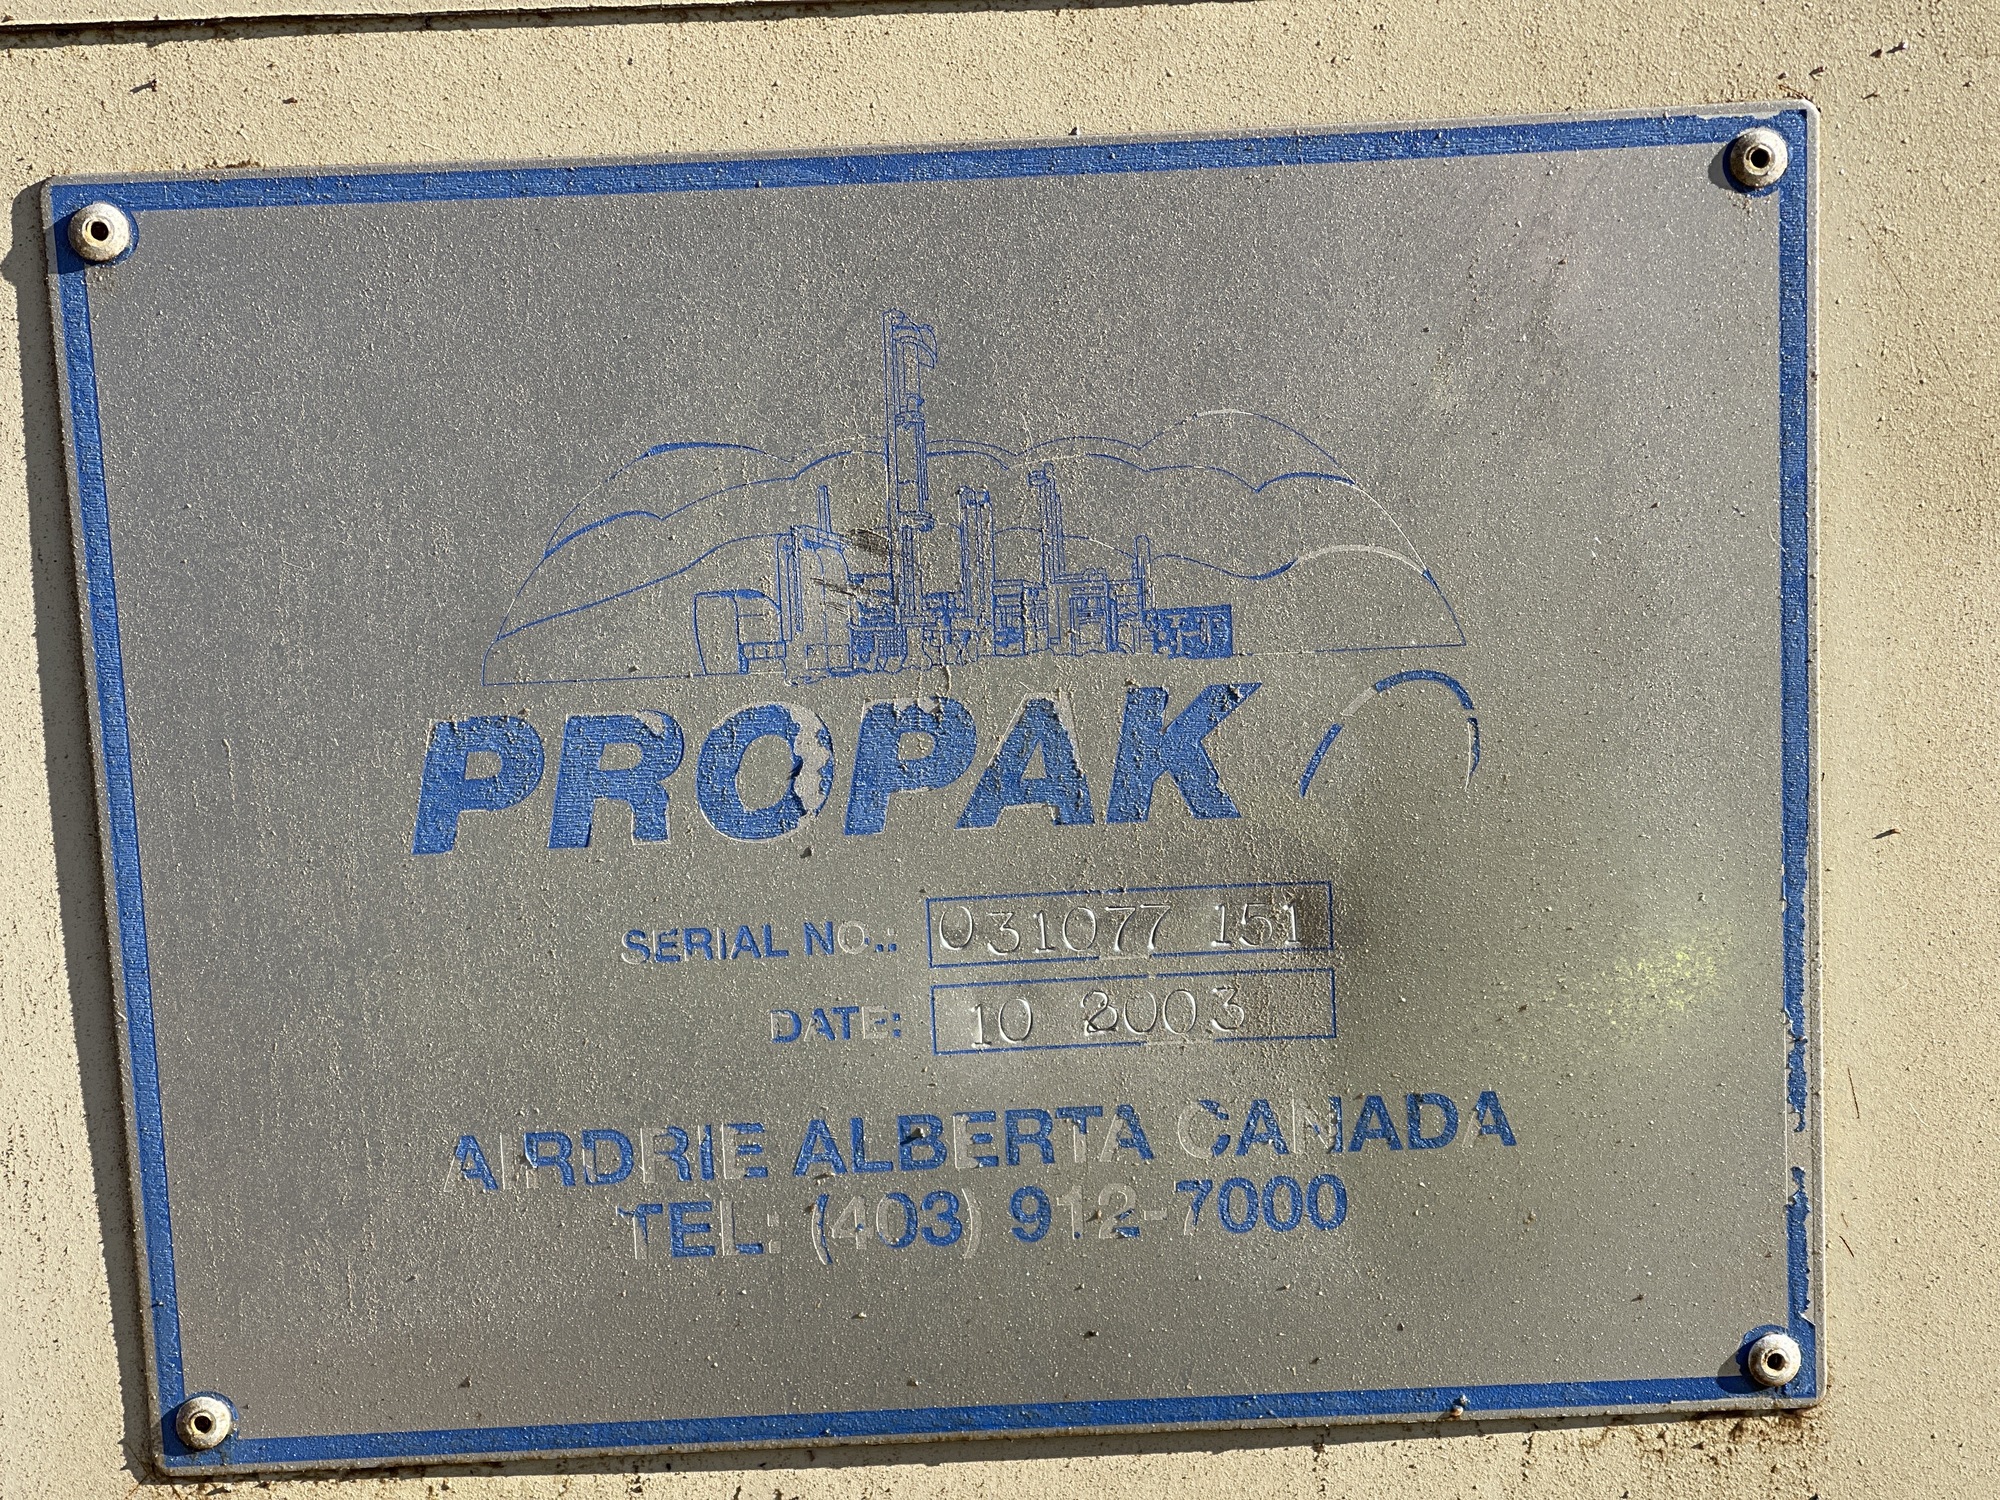 PROPAK
SERIAL NO.: 031077 151
DATE: 10 2003
AIRDRIE ALBERTA CANADA
TEL: (403) 912-7000